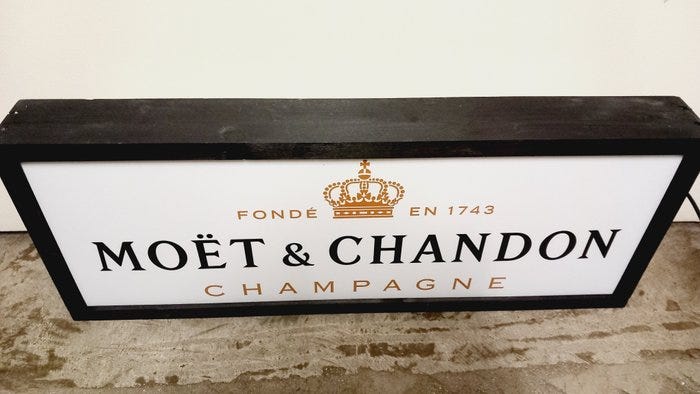 FONDÉ EN 1743
MOËT & CHANDON
CHAMPAGNE